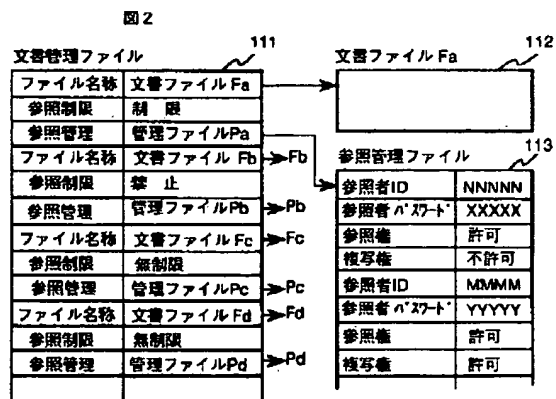 図2
文書管理ファイル
111
ファイル名称 文書ファイル Fa
参照制限 制 限
参照管理 管理ファイルPa
ファイル名称 文書ファイル Fb Fb
参照制限 禁 止
参照管理 管理ファイルPb Pb
ファイル名称 文書ファイル Fc Fc
参照制限 無制限
参照管理 管理ファイルPc Pc
ファイル名称 文書ファイル Fd Fd
参照制限 無制限
参照管理 管理ファイルPd Pd
文書ファイル Fa
112
参照管理ファイル
113
参照者ID NNNNN
参照者パスワード XXXXX
参照権 許可
複写権 不許可
参照者ID MMMM
参照者パスワード YYYYY
参照権 許可
複写権 許可